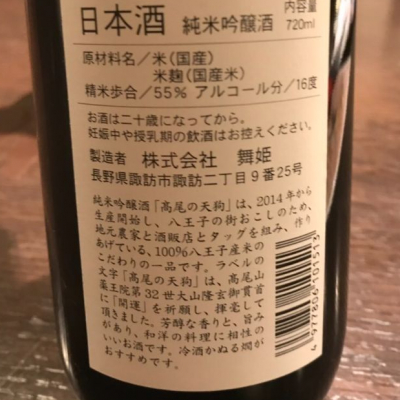 日本酒 純米吟醸酒 内容量 720ml
原材料名／米（国産）
米麹（国産米）
精米歩合／55% アルコール分／16度
お酒は二十歳になってから。
妊娠中や授乳期の飲酒はお控えください。
製造者 株式会社 舞姫
長野県諏訪市諏訪二丁目9番25号
純米吟醸酒「高尾の天狗」は、2014年から
生産開始し、八王子の街おこしのため、
地元農家と酒販店とタッグを組み、作り
あげている、100%八王子産米の
こだわりの一品です。ラベルの
文字「高尾の天狗」は、高尾山
薬王院第32世大山隆玄御貫首
に「開運」を祈願し、揮毫して
頂きました。芳醇な香りと、旨み
があり、和洋の料理に相性の
いいお酒です。冷酒かぬる燗が
おすすめです。
4977808101513